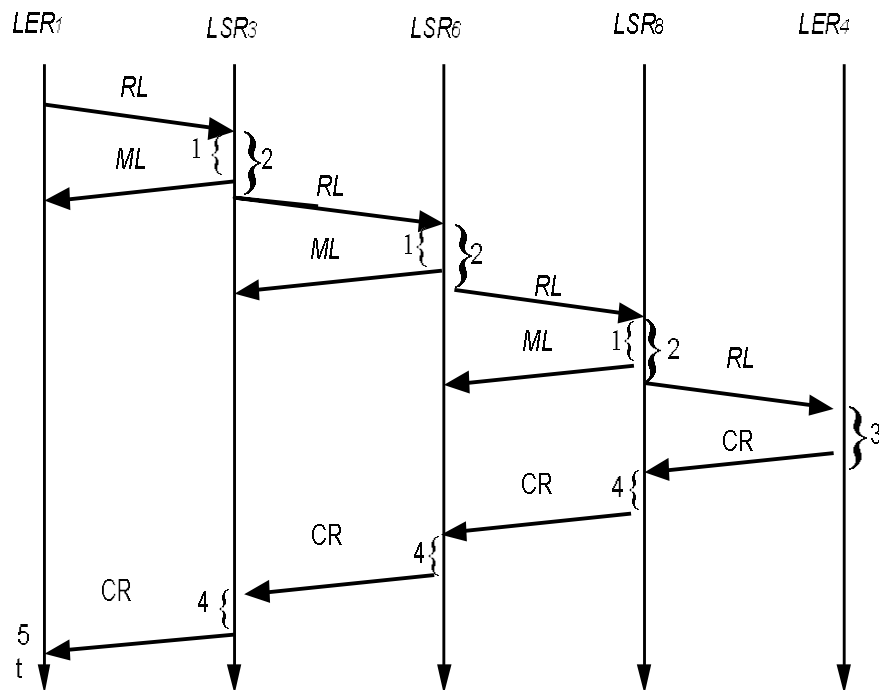 LER1 LSR3 LSR6 LSR8 LER4
RL
1 2
ML
RL
1 2
ML
RL
1 2
ML RL
3
CR
4
CR
4
CR
4
CR
5
t